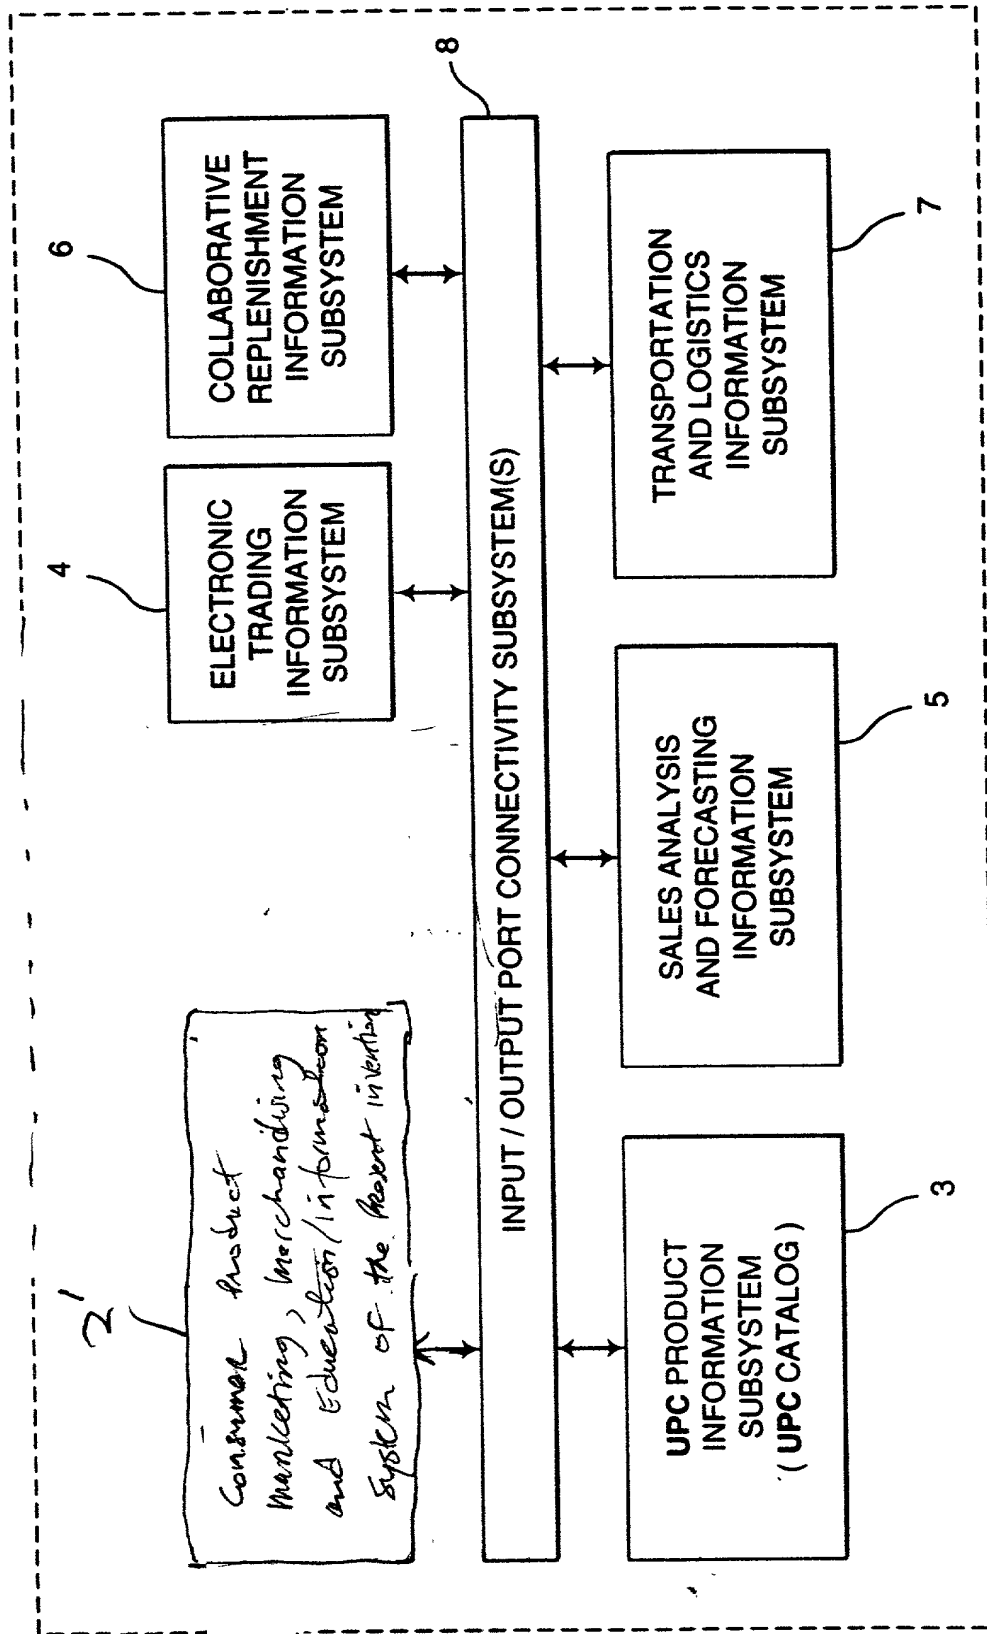 2'
Consumer Product
Marketing, Merchandising
and Education/Information
System of the Present invention
4
ELECTRONIC
TRADING
INFORMATION
SUBSYSTEM
6
COLLABORATIVE
REPLENISHMENT
INFORMATION
SUBSYSTEM
INPUT / OUTPUT PORT CONNECTIVITY SUBSYSTEM(S)
8
UPC PRODUCT
INFORMATION
SUBSYSTEM
( UPC CATALOG )
3
SALES ANALYSIS
AND FORECASTING
INFORMATION
SUBSYSTEM
5
TRANSPORTATION
AND LOGISTICS
INFORMATION
SUBSYSTEM
7